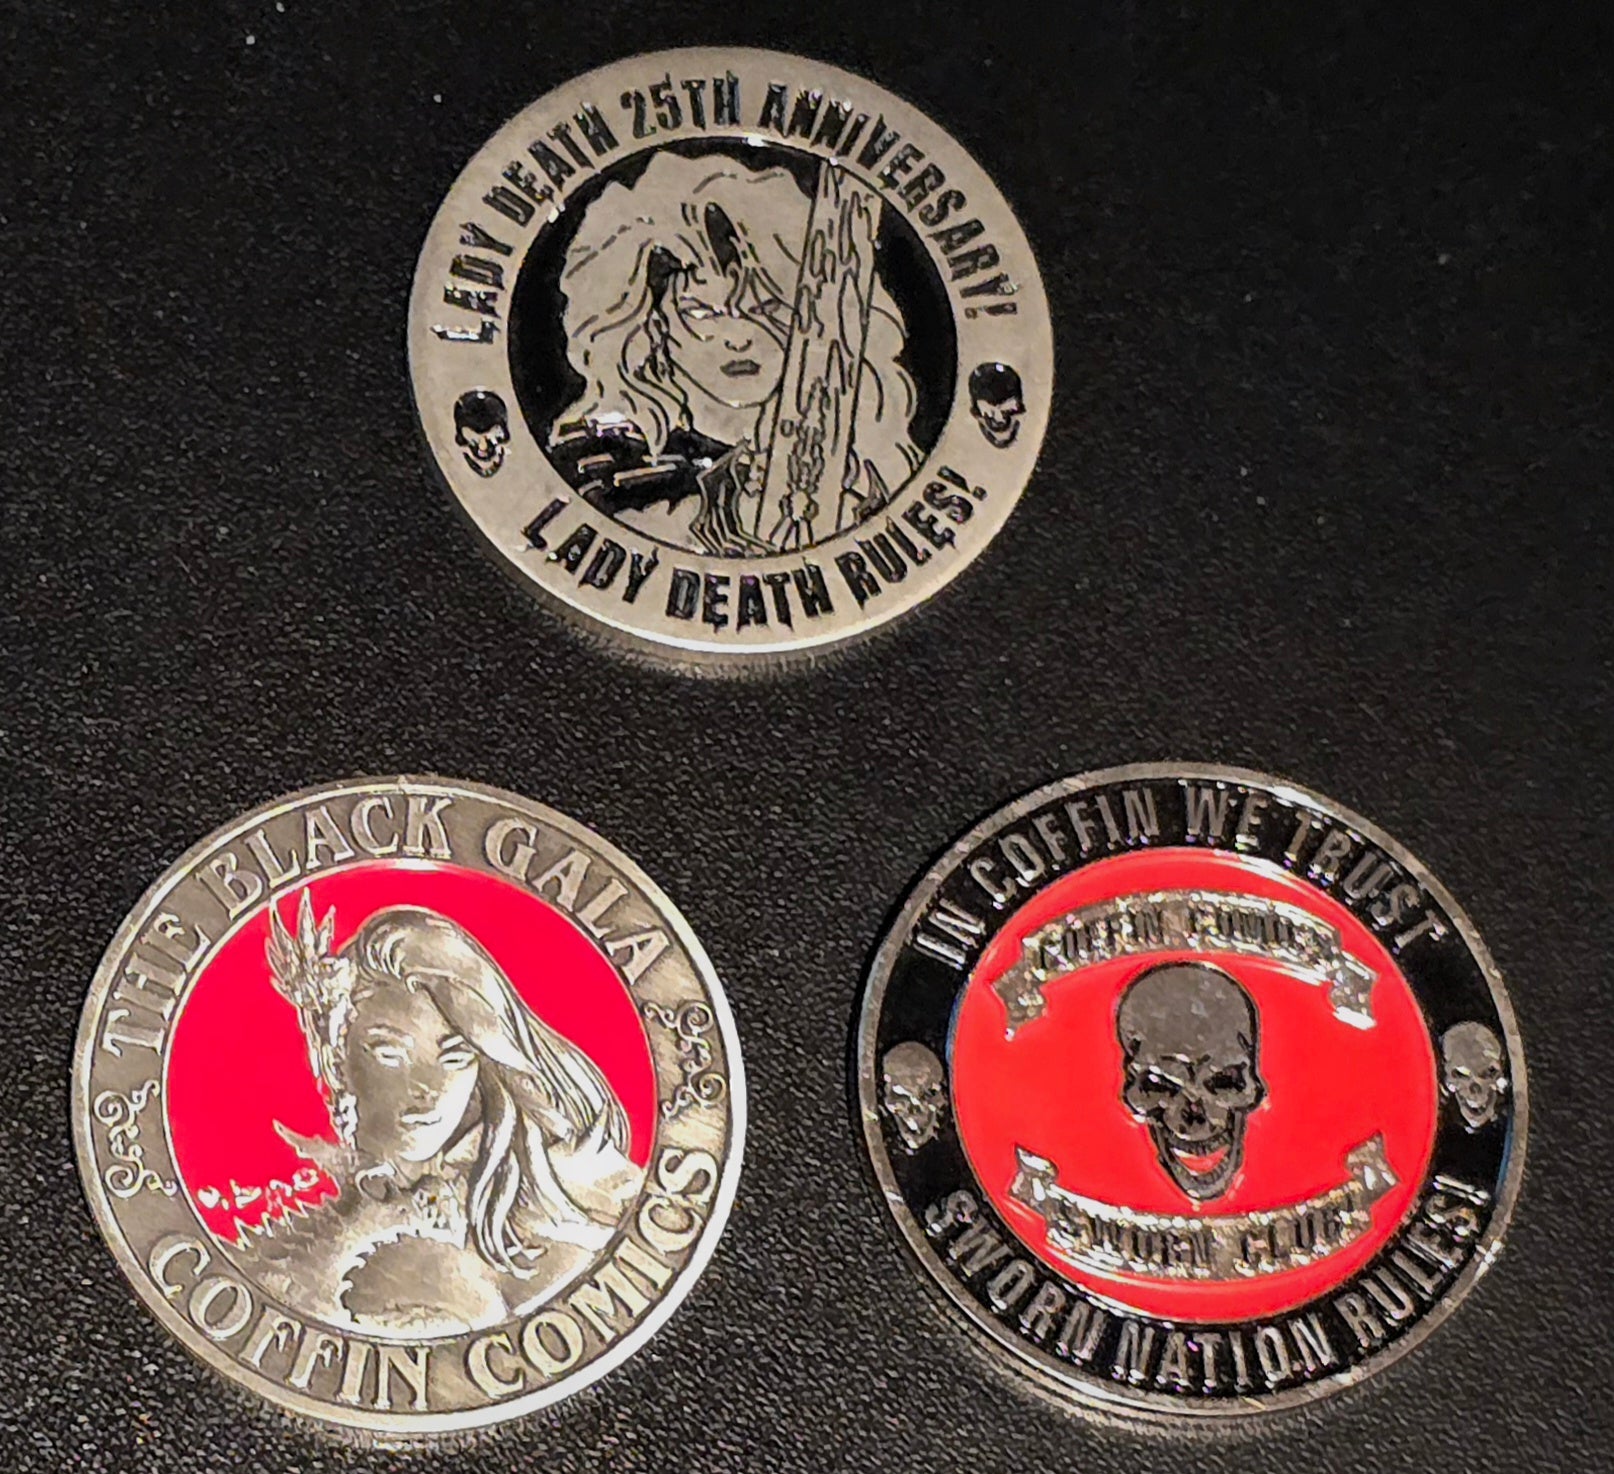 LADY DEATH 25TH ANNIVERSARY!
LADY DEATH RULES!
THE BLACK GALA
COFFIN COMICS
IN COFFIN WE TRUST
COFFIN COMICS
SWORN CLUB
SWORN NATION RULES!